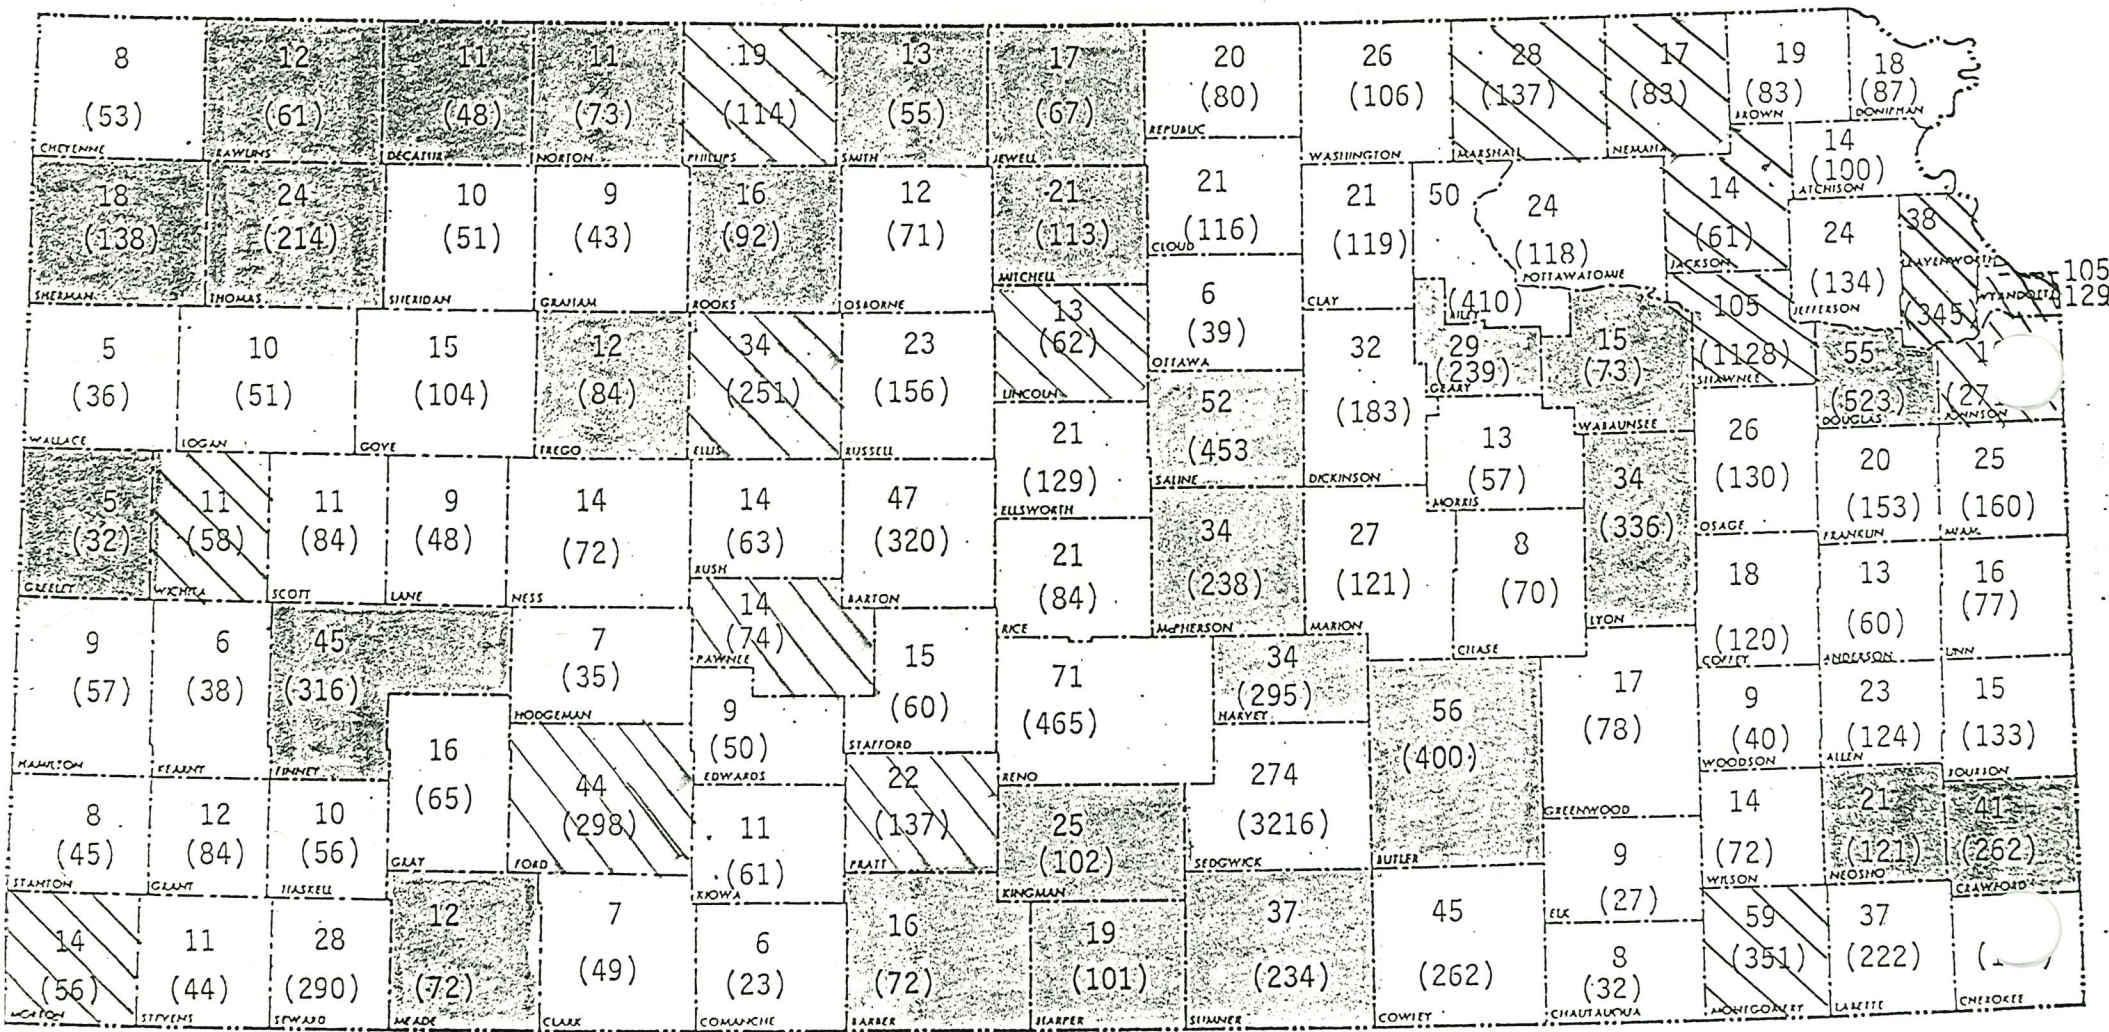 8
(53)
CHEYENNE
12
(61)
RAWLINS
11
(48)
DECATUR
11
(73)
NORTON
19
(114)
PHILLIPS
13
(55)
SMITH
17
(67)
JEWELL
20
(80)
REPUBLIC
26
(106)
WASHINGTON
28
(137)
MARSHALL
17
(83)
NEMAHA
19
(83)
BROWN
18
(87)
DONIPHAN
14
(100)
ATCHISON
18
(138)
SHERMAN
24
(214)
THOMAS
10
(51)
SHERIDAN
9
(43)
GRAHAM
16
(92)
ROOKS
12
(71)
OSBORNE
21
(113)
MITCHELL
21
(116)
CLOUD
21
(119)
CLAY
50
(410)
RILEY
24
(118)
POTTAWATOMIE
14
(61)
JACKSON
24
(134)
JEFFERSON
38
LEAVENWORTH
(345)
WYANDOTTE
105
129
5
(36)
WALLACE
10
(51)
LOGAN
15
(104)
GOVE
12
(84)
TREGO
34
(251)
ELLIS
23
(156)
RUSSELL
13
(62)
LINCOLN
6
(39)
OTTAWA
32
(183)
DICKINSON
29
(239)
GEARY
15
(73)
WABAUNSEE
105
(1128)
SHAWNEE
55
(523)
DOUGLAS
JOHNSON
52
(453
SALINE
21
(129)
ELLSWORTH
13
(57)
MORRIS
34
(336)
LYON
26
(130)
OSAGE
20
(153)
FRANKLIN
25
(160)
MIAMI
5
(32)
GREELEY
11
(58)
WICHITA
11
(84)
SCOTT
9
(48)
LANE
14
(72)
NESS
14
(63)
RUSH
47
(320)
BARTON
21
(84)
RICE
34
(238)
McPHERSON
27
(121)
MARION
8
(70)
CHASE
18
(120)
COFFEY
13
(60)
ANDERSON
16
(77)
LINN
9
(57)
HAMILTON
6
(38)
KEARNY
45
(316)
FINNEY
7
(35)
HODGEMAN
14
(74)
PAWNEE
15
(60)
STAFFORD
71
(465)
RENO
34
(295)
HARVEY
56
(400)
BUTLER
17
(78)
GREENWOOD
9
(40)
WOODSON
23
(124)
ALLEN
15
(133)
BOURBON
16
(65)
GRAY
44
(298)
FORD
9
(50)
EDWARDS
22
(137)
PRATT
25
(102)
KINGMAN
274
(3216)
SEDGWICK
8
(45)
STANTON
12
(84)
GRANT
10
(56)
HASKELL
11
(61)
KIOWA
9
(27)
ELK
14
(72)
WILSON
21
(121)
NEOSHO
41
(262)
CRAWFORD
14
(56)
MORTON
11
(44)
STEVENS
28
(290)
SEWARD
12
(72)
MEADE
7
(49)
CLARK
6
(23)
COMANCHE
16
(72)
BARBER
19
(101)
HARPER
37
(234)
SUMNER
45
(262)
COWLEY
8
(32)
CHAUTAUQUA
59
(351)
MONTGOMERY
37
(222)
LABETTE
CHEROKEE